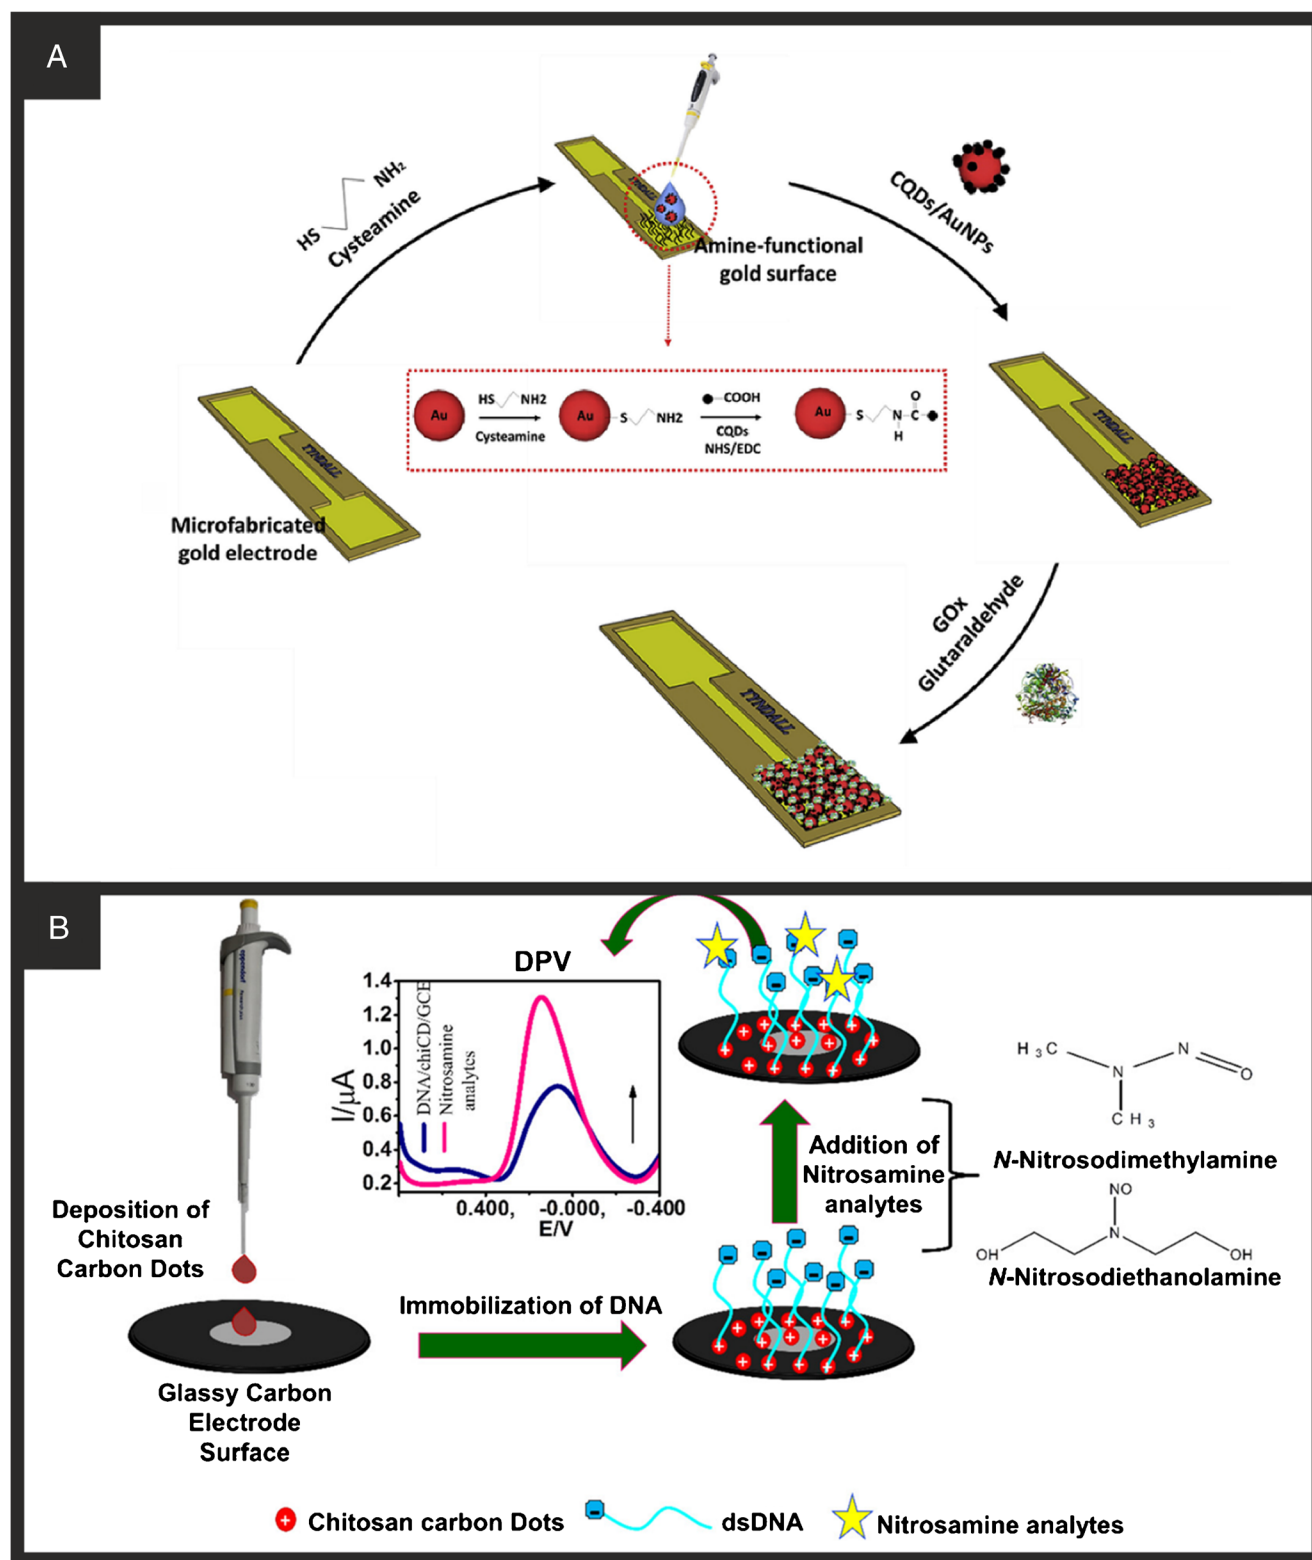 A
HS
NH₂
Cysteamine
TYNDALL
Amine-functional
gold surface
CQDs/AuNPs
Microfabricated
gold electrode
TYNDALL
Au
HS
NH2
Cysteamine
Au
S
NH2
COOH
CQDs
NHS/EDC
Au
S
N
H
C
O
TYNDALL
GOx
Glutaraldehyde
TYNDALL
B
eppendorf
DPV
1.4
1.2
1.0
0.8
0.6
0.4
0.2
I/μA
DNA/chiCD/GCE
Nitrosamine
analytes
0.400, -0.000, -0.400
E/V
Deposition of
Chitosan
Carbon Dots
Glassy Carbon
Electrode
Surface
Immobilization of DNA
Addition of
Nitrosamine
analytes
H₃C
N
N
O
CH₃
N-Nitrosodimethylamine
NO
N
OH
OH
N-Nitrosodiethanolamine
+ Chitosan carbon Dots
dsDNA
Nitrosamine analytes